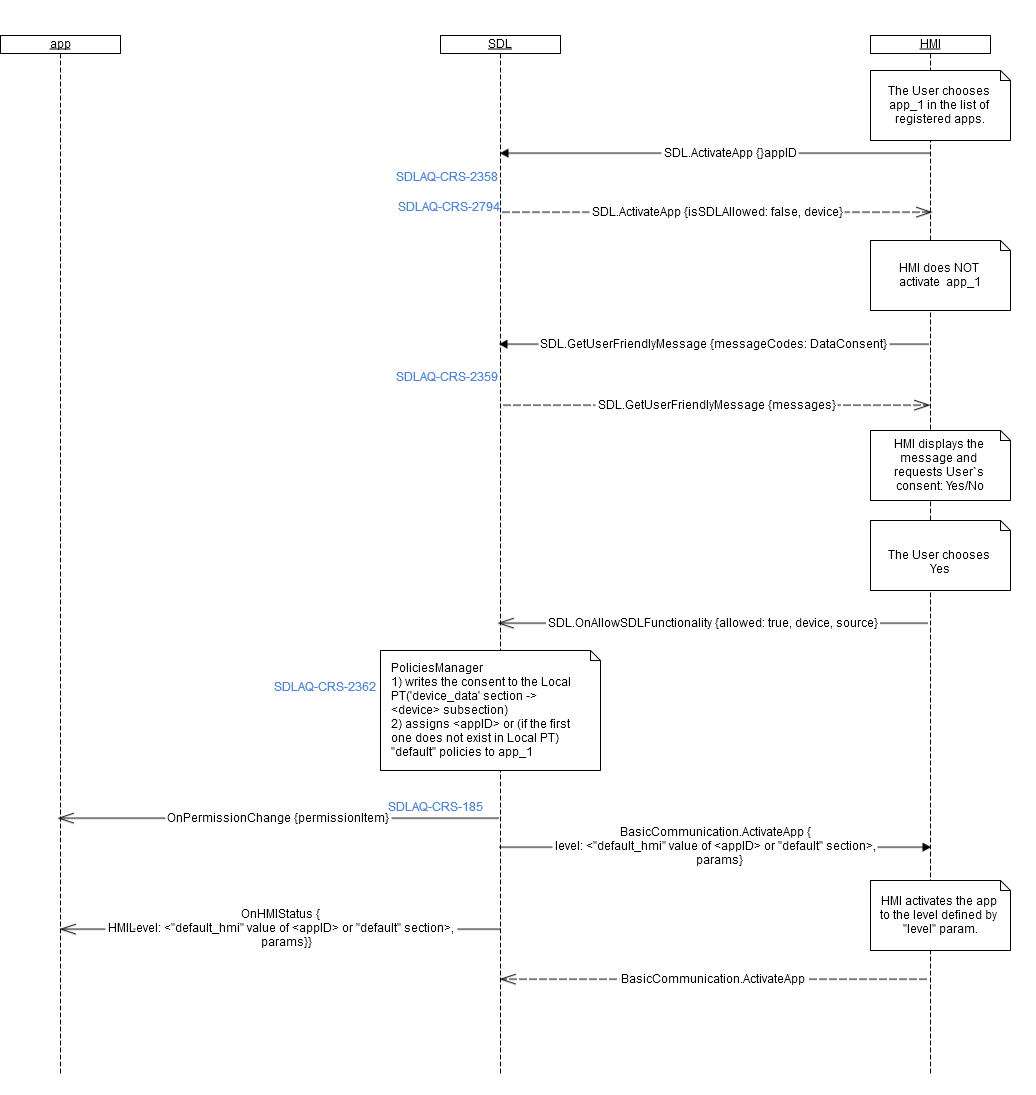 app
SDL
HMI
The User chooses
app_1 in the list of
registered apps.
SDL.ActivateApp {}appID
SDLAQ-CRS-2358
SDLAQ-CRS-2794
SDL.ActivateApp {isSDLAllowed: false, device}
HMI does NOT
activate  app_1
SDL.GetUserFriendlyMessage {messageCodes: DataConsent}
SDLAQ-CRS-2359
SDL.GetUserFriendlyMessage {messages}
HMI displays the
message and
requests User`s
consent: Yes/No
The User chooses
Yes
SDL.OnAllowSDLFunctionality {allowed: true, device, source}
SDLAQ-CRS-2362
PoliciesManager
1) writes the consent to the Local
PT('device_data' section ->
<device> subsection)
2) assigns <appID> or (if the first
one does not exist in Local PT)
"default" policies to app_1
SDLAQ-CRS-185
OnPermissionChange {permissionItem}
BasicCommunication.ActivateApp {
level: <"default_hmi" value of <appID> or "default" section>,
params}
HMI activates the app
to the level defined by
"level" param.
OnHMIStatus {
HMILevel: <"default_hmi" value of <appID> or "default" section>,
params}}
BasicCommunication.ActivateApp